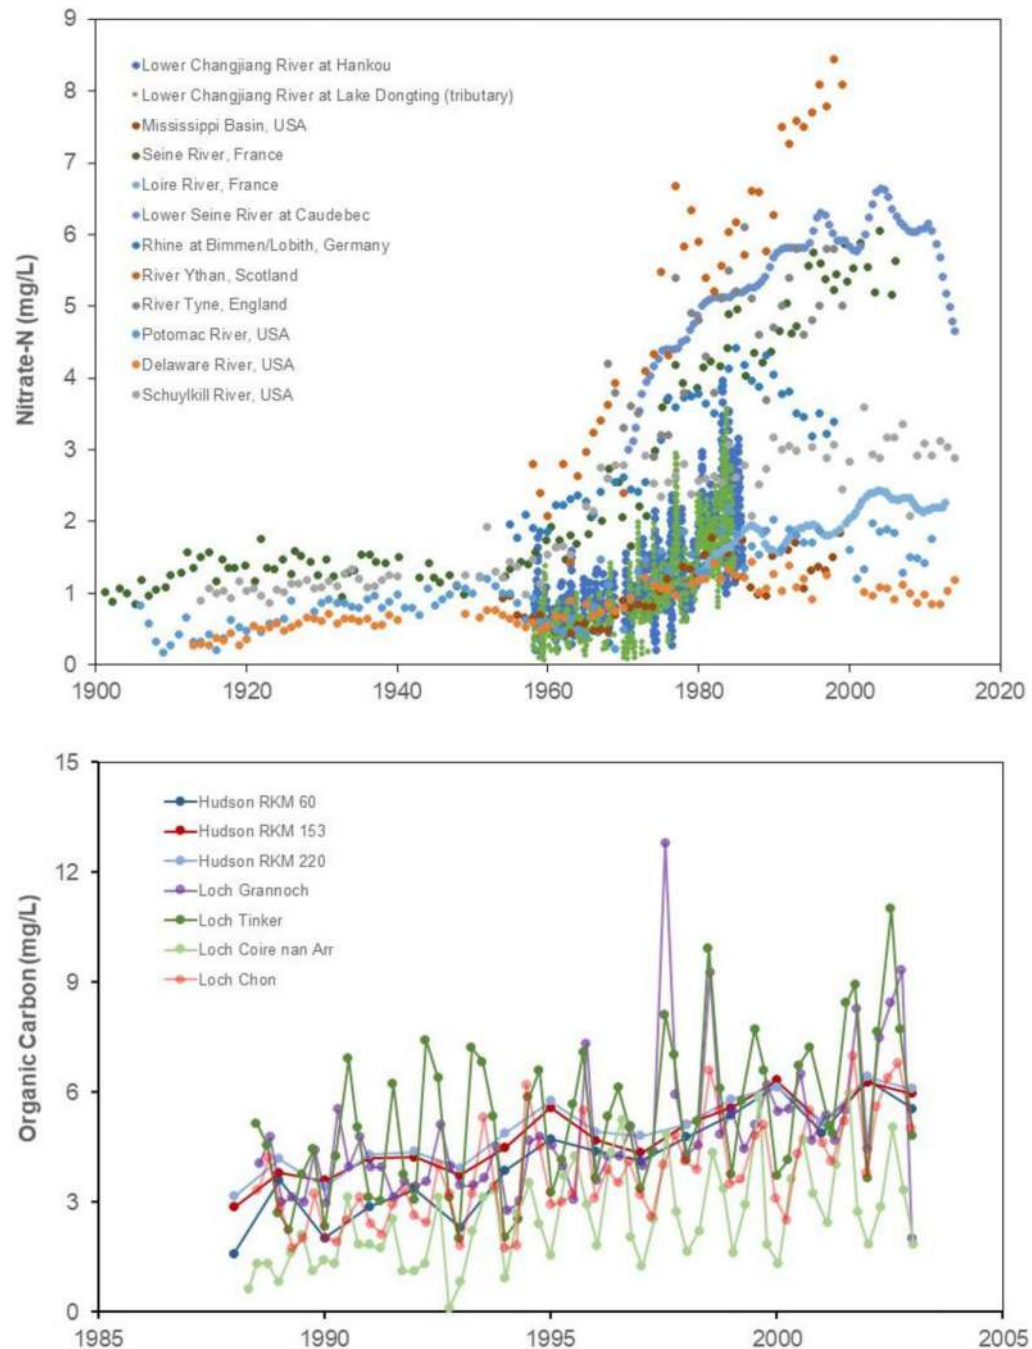 9
8
7
6
5
4
3
2
1
0
Nitrate-N (mg/L)
Lower Changjiang River at Hankou
Lower Changjiang River at Lake Dongting (tributary)
Mississippi Basin, USA
Seine River, France
Loire River, France
Lower Seine River at Caudebec
Rhine at Bimmen/Lobith, Germany
River Ythan, Scotland
River Tyne, England
Potomac River, USA
Delaware River, USA
Schuylkill River, USA
1900 1920 1940 1960 1980 2000 2020
15
12
9
6
3
0
Organic Carbon (mg/L)
Hudson RKM 60
Hudson RKM 153
Hudson RKM 220
Loch Grannoch
Loch Tinker
Loch Coire nan Arr
Loch Chon
1985 1990 1995 2000 2005